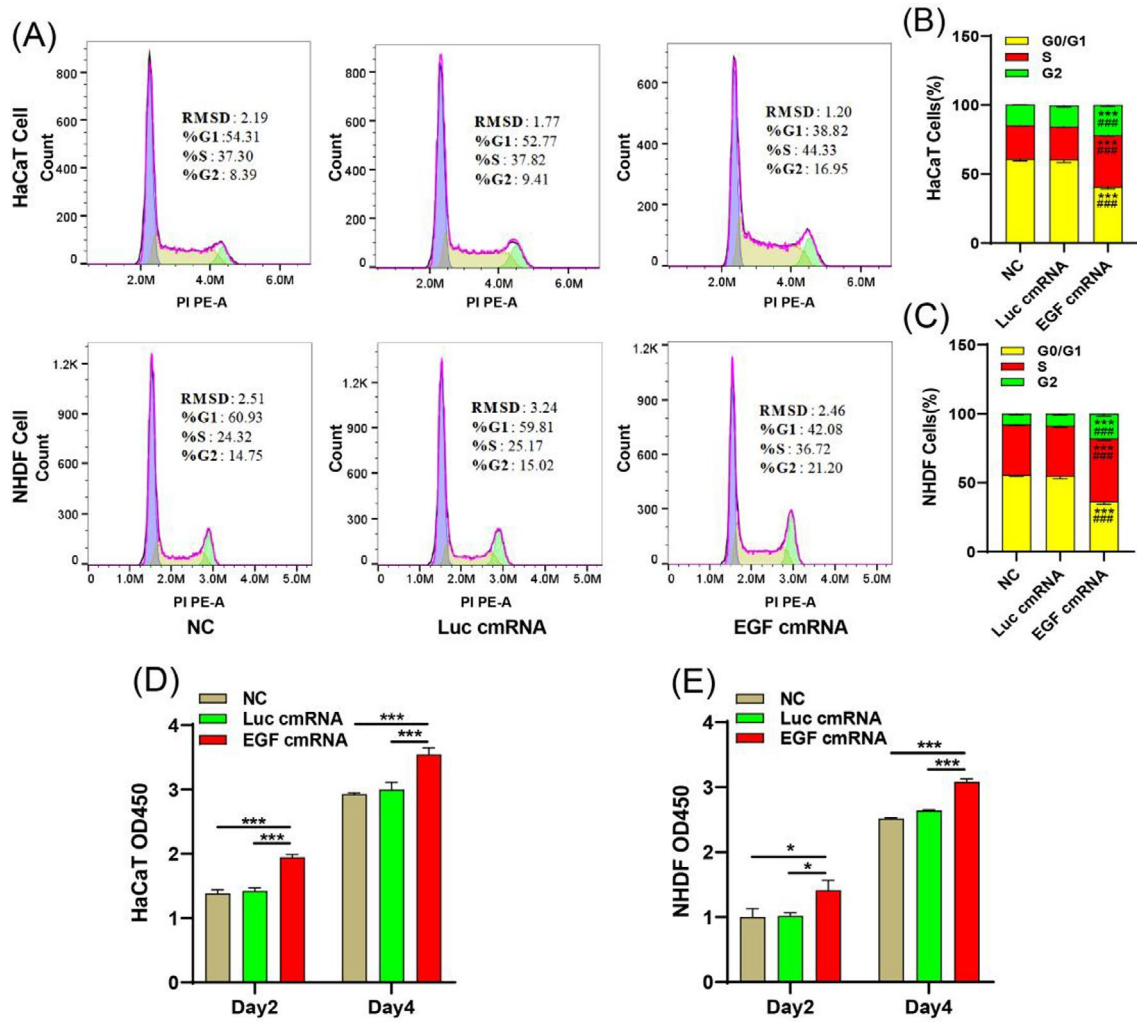 (A)
HaCaT Cell
Count
800
600
400
200
0
RMSD : 2.19
%G1 : 54.31
%S : 37.30
%G2 : 8.39
2.0M 4.0M 6.0M
PI PE-A
Count
800
600
400
200
0
RMSD : 1.77
%G1 : 52.77
%S : 37.82
%G2 : 9.41
2.0M 4.0M 6.0M
PI PE-A
Count
600
400
200
0
RMSD : 1.20
%G1 : 38.82
%S : 44.33
%G2 : 16.95
2.0M 4.0M 6.0M
PI PE-A
(B)
HaCaT Cells(%)
150
100
50
0
G0/G1
S
G2
***
###
***
###
***
###
NC
Luc cmRNA
EGF cmRNA
NHDF Cell
Count
1.2K
900
600
300
0
RMSD : 2.51
%G1 : 60.93
%S : 24.32
%G2 : 14.75
0 1.0M 2.0M 3.0M 4.0M 5.0M
PI PE-A
NC
Count
1.2K
900
600
300
0
RMSD : 3.24
%G1 : 59.81
%S : 25.17
%G2 : 15.02
0 1.0M 2.0M 3.0M 4.0M 5.0M
PI PE-A
Luc cmRNA
Count
1.2K
900
600
300
0
RMSD : 2.46
%G1 : 42.08
%S : 36.72
%G2 : 21.20
0 1.0M 2.0M 3.0M 4.0M 5.0M
PI PE-A
EGF cmRNA
(C)
NHDF Cells(%)
150
100
50
0
G0/G1
S
G2
***
###
***
###
***
###
NC
Luc cmRNA
EGF cmRNA
(D)
HaCaT OD450
4
3
2
1
0
NC
Luc cmRNA
EGF cmRNA
***
***
***
***
Day2 Day4
(E)
NHDF OD450
4
3
2
1
0
NC
Luc cmRNA
EGF cmRNA
*
*
***
***
Day2 Day4